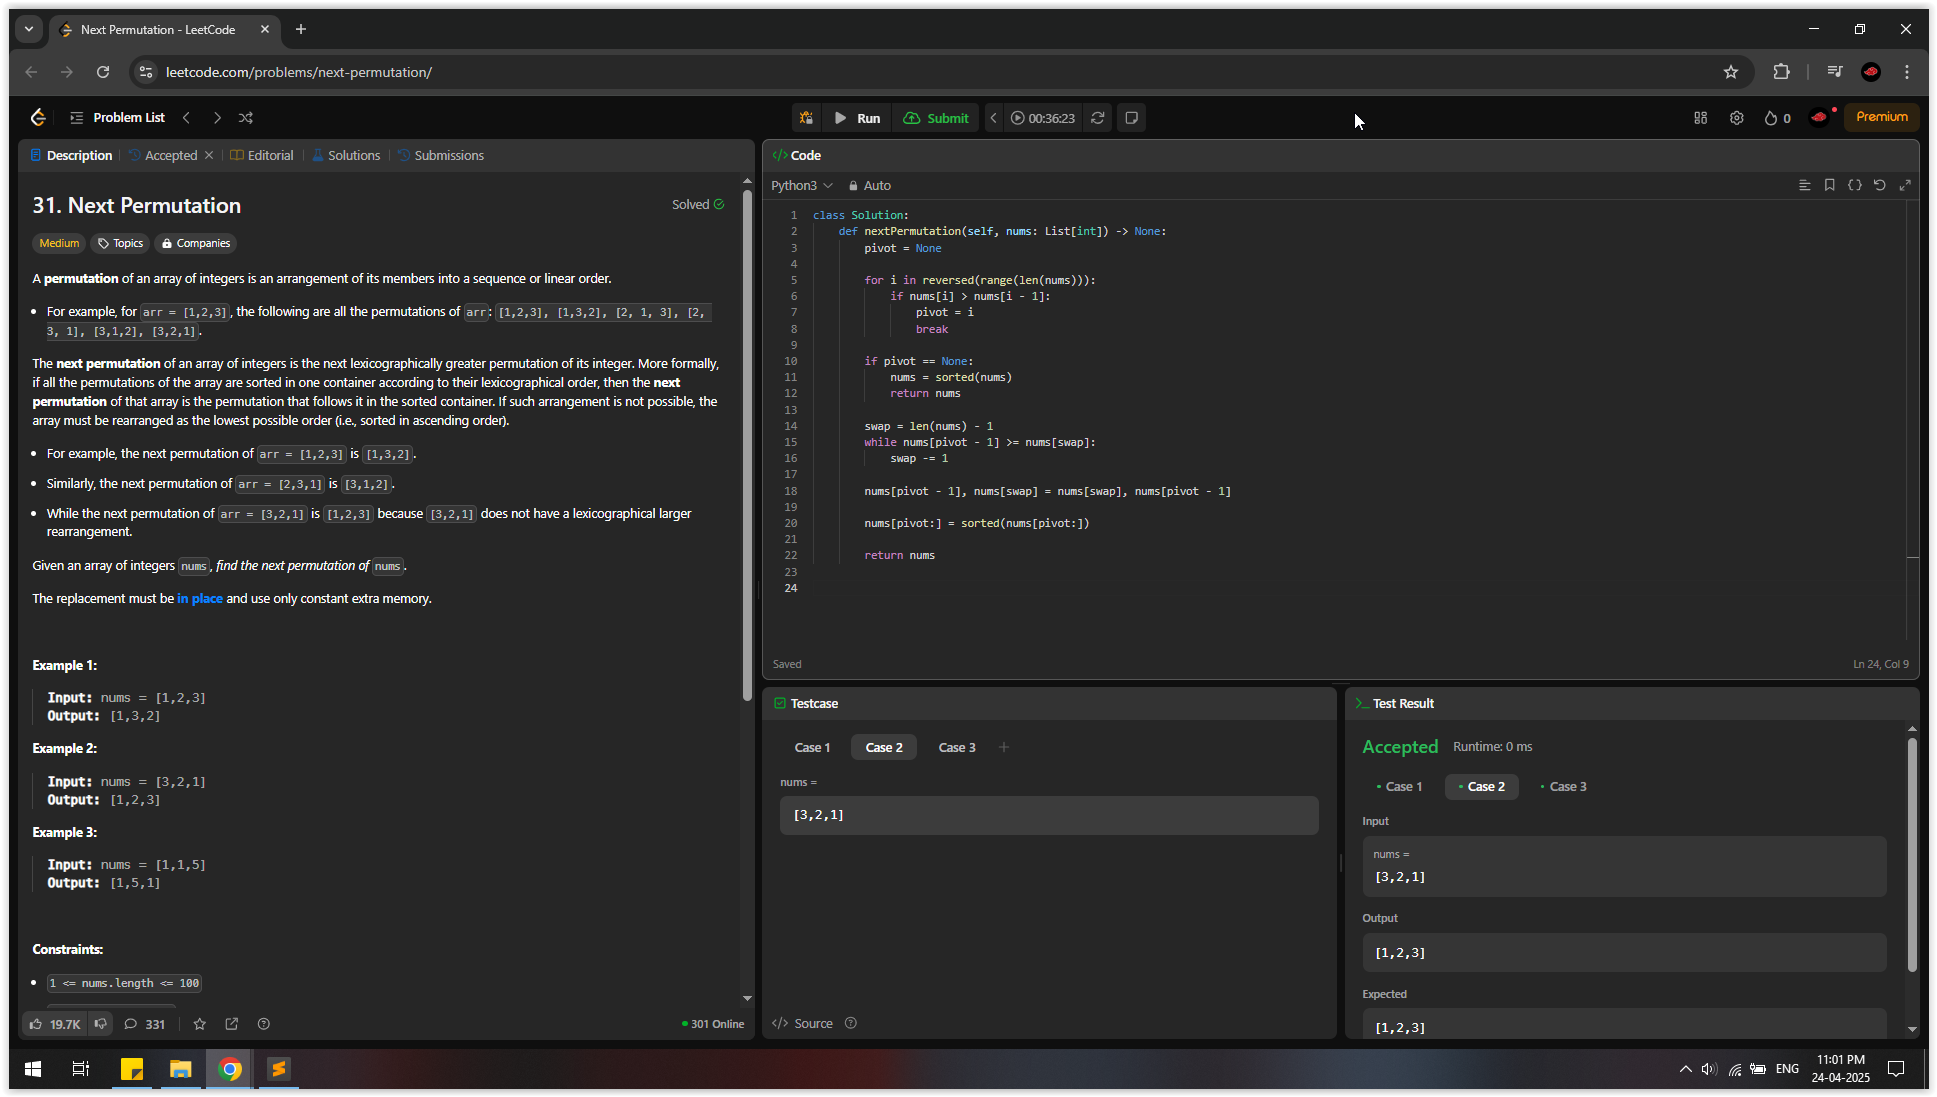 Next Permutation - LeetCode
leetcode.com/problems/next-permutation/
Problem List
Run
Submit
00:36:23
0
Premium
Description
Accepted
Editorial
Solutions
Submissions
31. Next Permutation
Solved
Medium
Topics
Companies
A permutation of an array of integers is an arrangement of its members into a sequence or linear order.
• For example, for arr = [1,2,3], the following are all the permutations of arr: [1,2,3], [1,3,2], [2, 1, 3], [2,
3, 1], [3,1,2], [3,2,1].
The next permutation of an array of integers is the next lexicographically greater permutation of its integer. More formally,
if all the permutations of the array are sorted in one container according to their lexicographical order, then the next
permutation of that array is the permutation that follows it in the sorted container. If such arrangement is not possible, the
array must be rearranged as the lowest possible order (i.e., sorted in ascending order).
• For example, the next permutation of arr = [1,2,3] is [1,3,2].
• Similarly, the next permutation of arr = [2,3,1] is [3,1,2].
• While the next permutation of arr = [3,2,1] is [1,2,3] because [3,2,1] does not have a lexicographical larger
rearrangement.
Given an array of integers nums, find the next permutation of nums.
The replacement must be in place and use only constant extra memory.
Example 1:
Input: nums = [1,2,3]
Output: [1,3,2]
Example 2:
Input: nums = [3,2,1]
Output: [1,2,3]
Example 3:
Input: nums = [1,1,5]
Output: [1,5,1]
Constraints:
• 1 <= nums.length <= 100
19.7K
331
301 Online
</> Code
Python3
Auto
1 class Solution:
2 def nextPermutation(self, nums: List[int]) -> None:
3 pivot = None
4
5 for i in reversed(range(len(nums))):
6 if nums[i] > nums[i - 1]:
7 pivot = i
8 break
9
10 if pivot == None:
11 nums = sorted(nums)
12 return nums
13
14 swap = len(nums) - 1
15 while nums[pivot - 1] >= nums[swap]:
16 swap -= 1
17
18 nums[pivot - 1], nums[swap] = nums[swap], nums[pivot - 1]
19
20 nums[pivot:] = sorted(nums[pivot:])
21
22 return nums
23
24
Saved
Ln 24, Col 9
Testcase
Case 1
Case 2
Case 3
+
nums =
[3,2,1]
</> Source
>_ Test Result
Accepted
Runtime: 0 ms
• Case 1
• Case 2
• Case 3
Input
nums =
[3,2,1]
Output
[1,2,3]
Expected
[1,2,3]
ENG
11:01 PM
24-04-2025